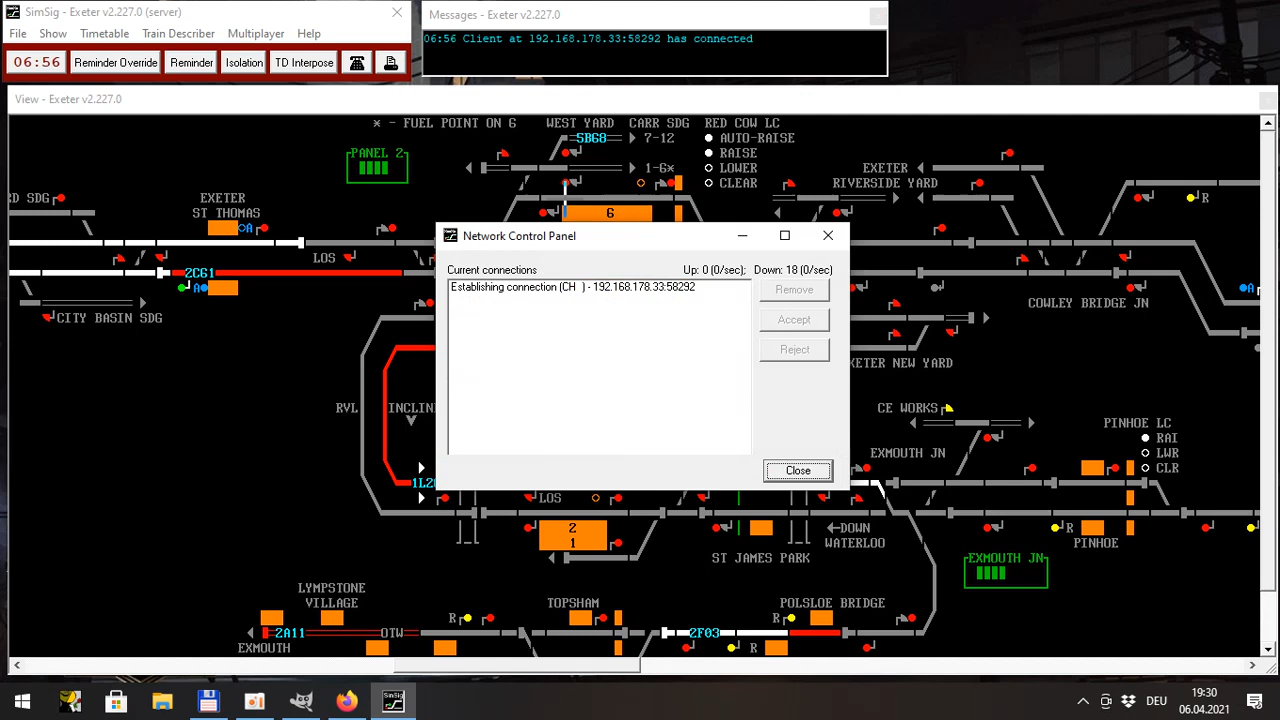 SimSig - Exeter v2.227.0 (server)
File Show Timetable Train Describer Multiplayer Help
06:56 Reminder Override Reminder Isolation TD Interpose
Messages - Exeter v2.227.0
06:56 Client at 192.168.178.33:58292 has connected
View - Exeter v2.227.0
* - FUEL POINT ON 6 WEST YARD CARR SDG RED COW LC
5B68 7-12 AUTO-RAISE
PANEL 2 RAISE
1-6* LOWER EXETER
CLEAR RIVERSIDE YARD
RD SDG EXETER R
ST THOMAS 6
A
LOS
2C61
A A
CITY BASIN SDG COWLEY BRIDGE JN
Network Control Panel
Current connections Up: 0 (0/sec); Down: 18 (0/sec)
Establishing connection (CH ) - 192.168.178.33:58292
Remove
Accept
Reject
Close
EXETER NEW YARD
RVL INCLIN CE WORKS PINHOE LC
RAI
EXMOUTH JN LWR
CLR
1L20
LOS
2 DOWN R
1 WATERLOO PINHOE
ST JAMES PARK EXMOUTH JN
LYMPSTONE
VILLAGE TOPSHAM POLSLOE BRIDGE
R R
2A11 OTW 2F03
EXMOUTH R
DEU 19:30
06.04.2021